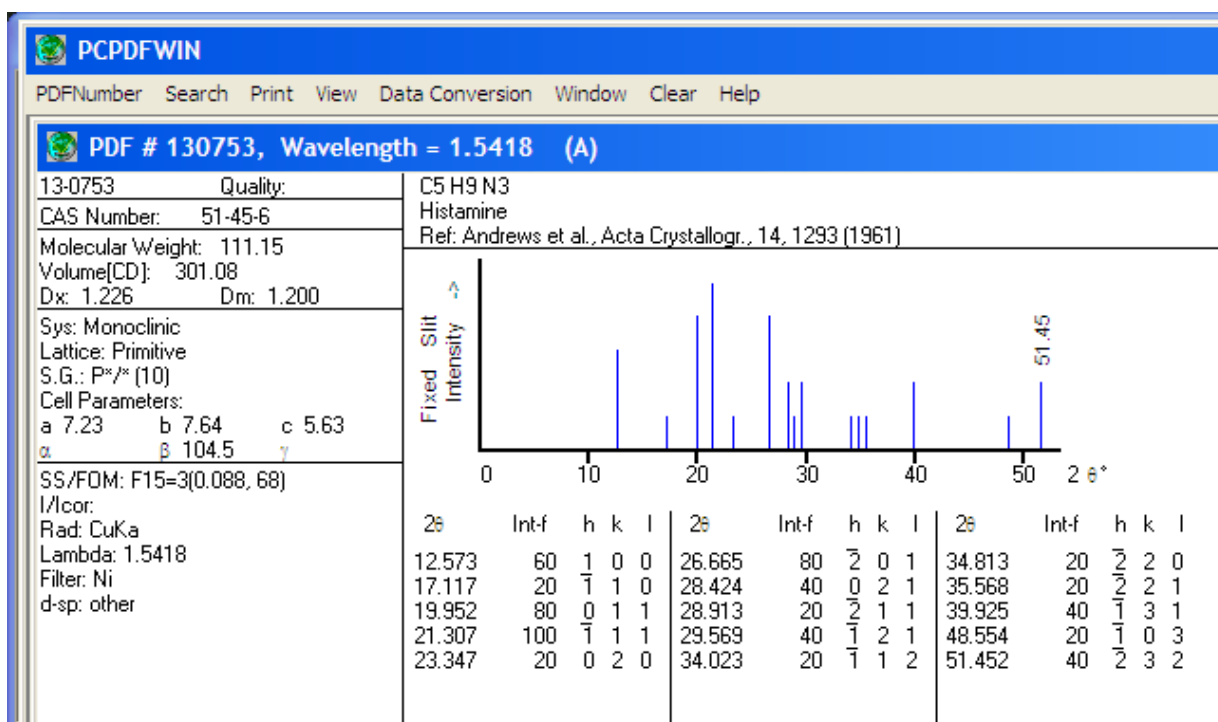 PCPDFWIN
PDFNumber Search Print View Data Conversion Window Clear Help
PDF # 130753, Wavelength = 1.5418 (A)
13-0753 Quality:
CAS Number: 51-45-6
Molecular Weight: 111.15
Volume[CD]: 301.08
Dx: 1.226 Dm: 1.200
Sys: Monoclinic
Lattice: Primitive
S.G.: P*/* (10)
Cell Parameters:
a 7.23 b 7.64 c 5.63
α β 104.5 γ
SS/FOM: F15=3(0.088, 68)
I/Icor:
Rad: CuKa
Lambda: 1.5418
Filter: Ni
d-sp: other
C5 H9 N3
Histamine
Ref: Andrews et al., Acta Crystallogr., 14, 1293 (1961)
Fixed Slit
Intensity ->
51.45
0 10 20 30 40 50 2 θ°
2θ Int-f h k l 2θ Int-f h k l 2θ Int-f h k l
12.573 60 1 0 0 26.665 80 2̅ 0 1 34.813 20 2̅ 2 0
17.117 20 1̅ 1 0 28.424 40 0 2 1 35.568 20 2̅ 2 1
19.952 80 0 1 1 28.913 20 2̅ 1 1 39.925 40 1̅ 3 1
21.307 100 1̅ 1 1 29.569 40 1̅ 2 1 48.554 20 1̅ 0 3
23.347 20 0 2 0 34.023 20 1̅ 1 2 51.452 40 2̅ 3 2